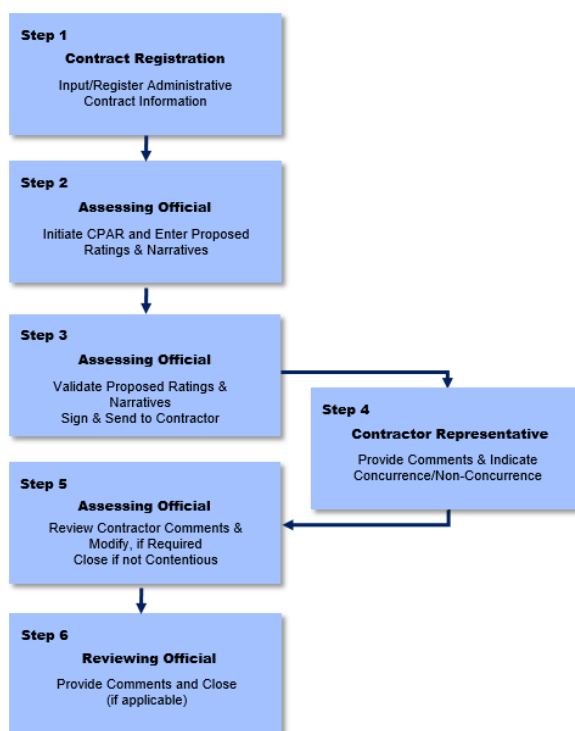 Step 1
Contract Registration
Input/Register Administrative
Contract Information
Step 2
Assessing Official
Initiate CPAR and Enter Proposed
Ratings & Narratives
Step 3
Assessing Official
Validate Proposed Ratings &
Narratives
Sign & Send to Contractor
Step 4
Contractor Representative
Provide Comments & Indicate
Concurrence/Non-Concurrence
Step 5
Assessing Official
Review Contractor Comments &
Modify, if Required
Close if not Contentious
Step 6
Reviewing Official
Provide Comments and Close
(if applicable)